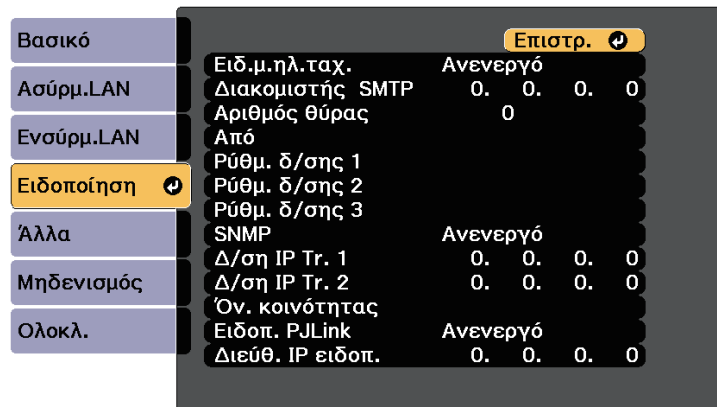 Βασικό
Ασύρμ.LAN
Ενσύρμ.LAN
Ειδοποίηση
Άλλα
Μηδενισμός
Ολοκλ.
Επιστρ.
Ειδ.μ.ηλ.ταχ. Ανενεργό
Διακομιστής SMTP 0. 0. 0. 0
Αριθμός θύρας 0
Από
Ρύθμ. δ/σης 1
Ρύθμ. δ/σης 2
Ρύθμ. δ/σης 3
SNMP Ανενεργό
Δ/ση IP Tr. 1 0. 0. 0. 0
Δ/ση IP Tr. 2 0. 0. 0. 0
Όν. κοινότητας
Ειδοπ. PJLink Ανενεργό
Διεύθ. IP ειδοπ. 0. 0. 0. 0